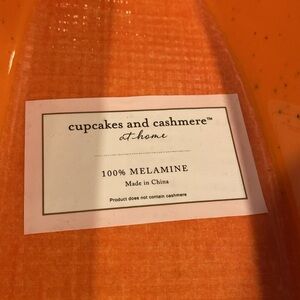 cupcakes and cashmere™
at home
100% MELAMINE
Made in China
Product does not contain cashmere